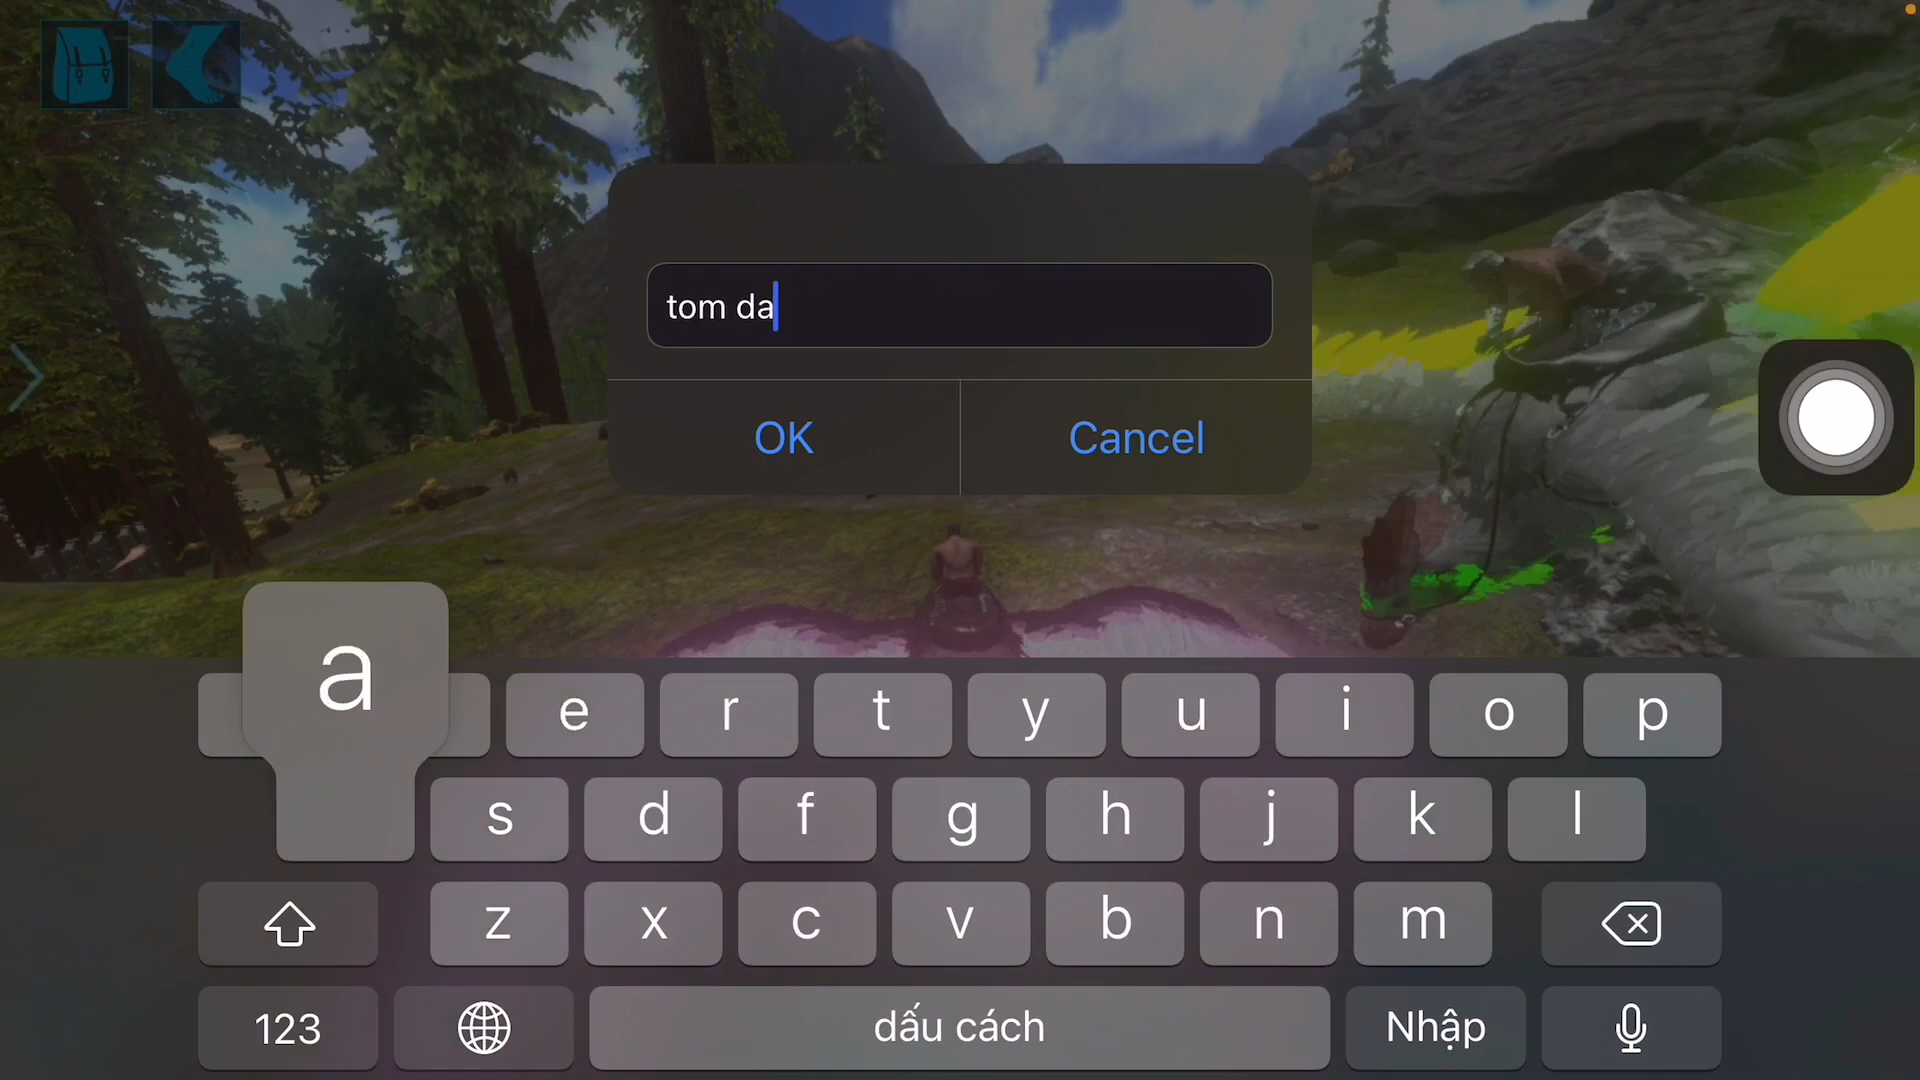 tom da
OK Cancel
a
e r t y u i o p
s d f g h j k l
z x c v b n m
123 dấu cách Nhập